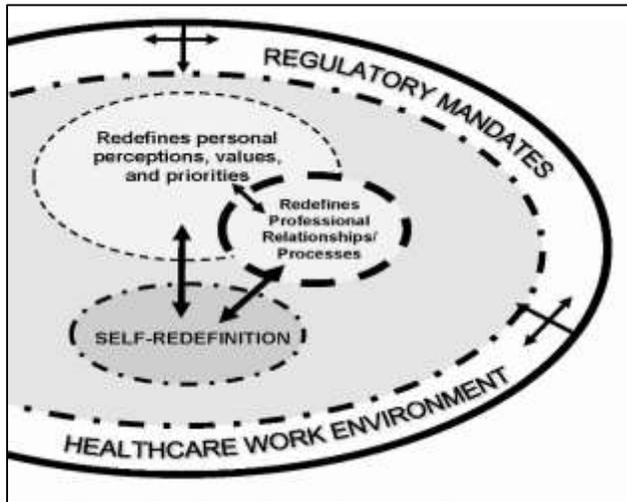 REGULATORY MANDATES
Redefines personal
perceptions, values,
and priorities
Redefines
Professional
Relationships/
Processes
SELF-REDEFINITION
HEALTHCARE WORK ENVIRONMENT